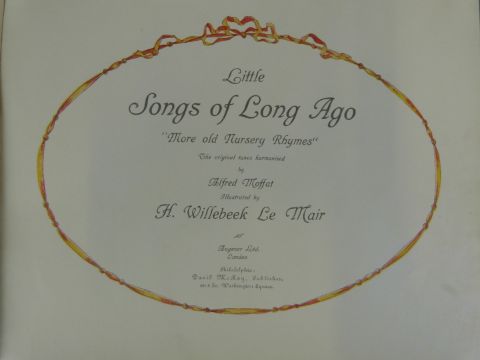 Little
Songs of Long Ago
"More old Nursery Rhymes"
The original tunes harmonised
by
Alfred Moffat
Illustrated by
H. Willebeek Le Mair
Augener Ltd.
London
Philadelphia:
David McKay, Publisher,
So. Washington Square.